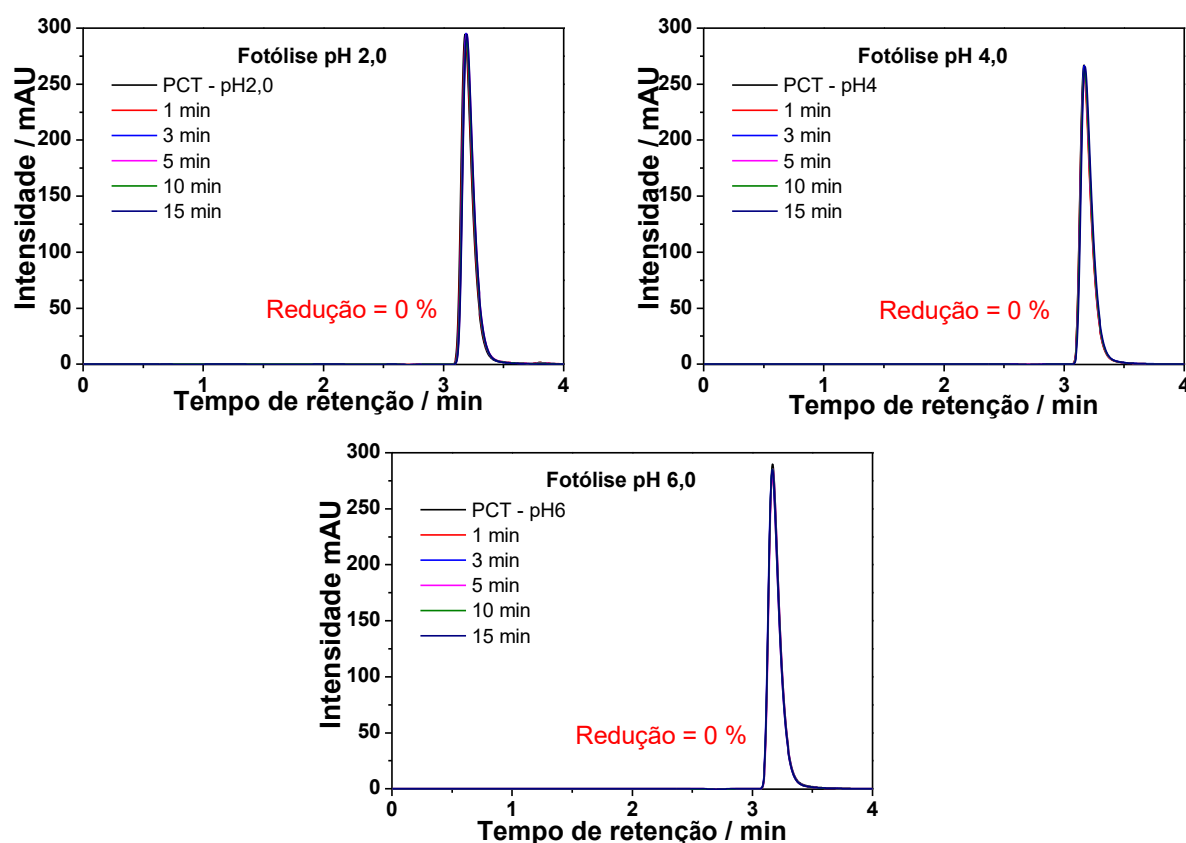 Fotólise pH 2,0
PCT - pH2,0
1 min
3 min
5 min
10 min
15 min
Redução = 0 %
Intensidade / mAU
300
250
200
150
100
50
0
0 1 2 3 4
Tempo de retenção / min
Fotólise pH 4,0
PCT - pH4
1 min
3 min
5 min
10 min
15 min
Redução = 0 %
Intensidade / mAU
300
250
200
150
100
50
0
0 1 2 3 4
Tempo de retenção / min
Fotólise pH 6,0
PCT - pH6
1 min
3 min
5 min
10 min
15 min
Redução = 0 %
Intensidade mAU
300
250
200
150
100
50
0
0 1 2 3 4
Tempo de retenção / min